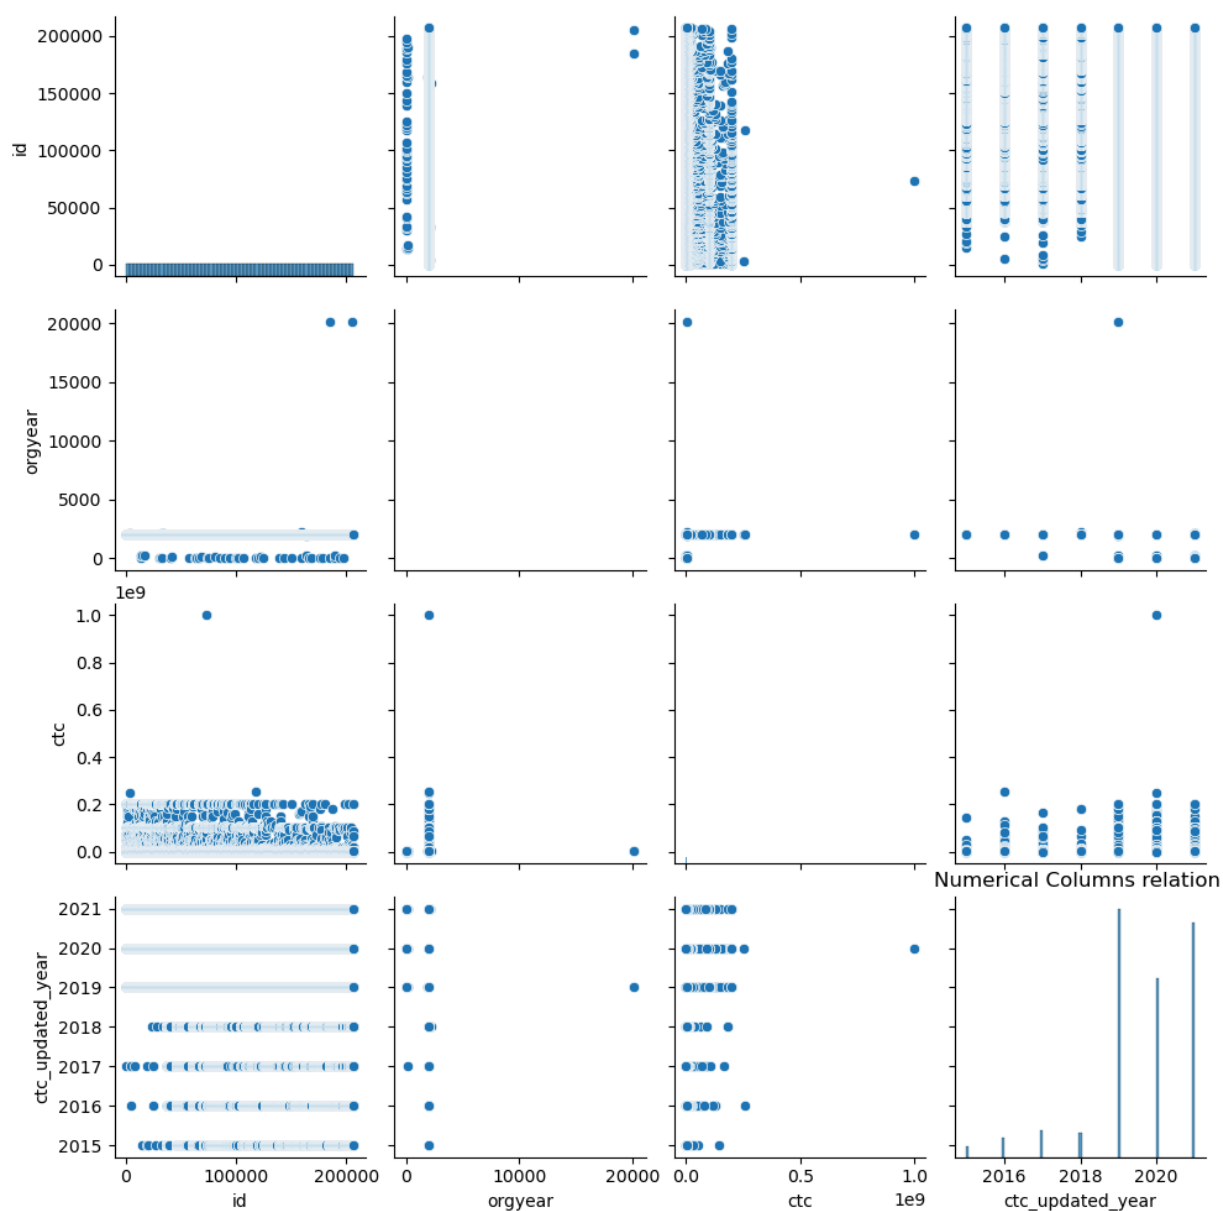 200000
150000
100000
50000
0
id
20000
15000
10000
5000
0
orgyear
1e9
1.0
0.8
0.6
0.4
0.2
0.0
ctc
Numerical Columns relation
2021
2020
2019
2018
2017
2016
2015
ctc_updated_year
0 100000 200000
0 10000 20000
0.0 0.5 1.0
2016 2018 2020
1e9
id orgyear ctc ctc_updated_year